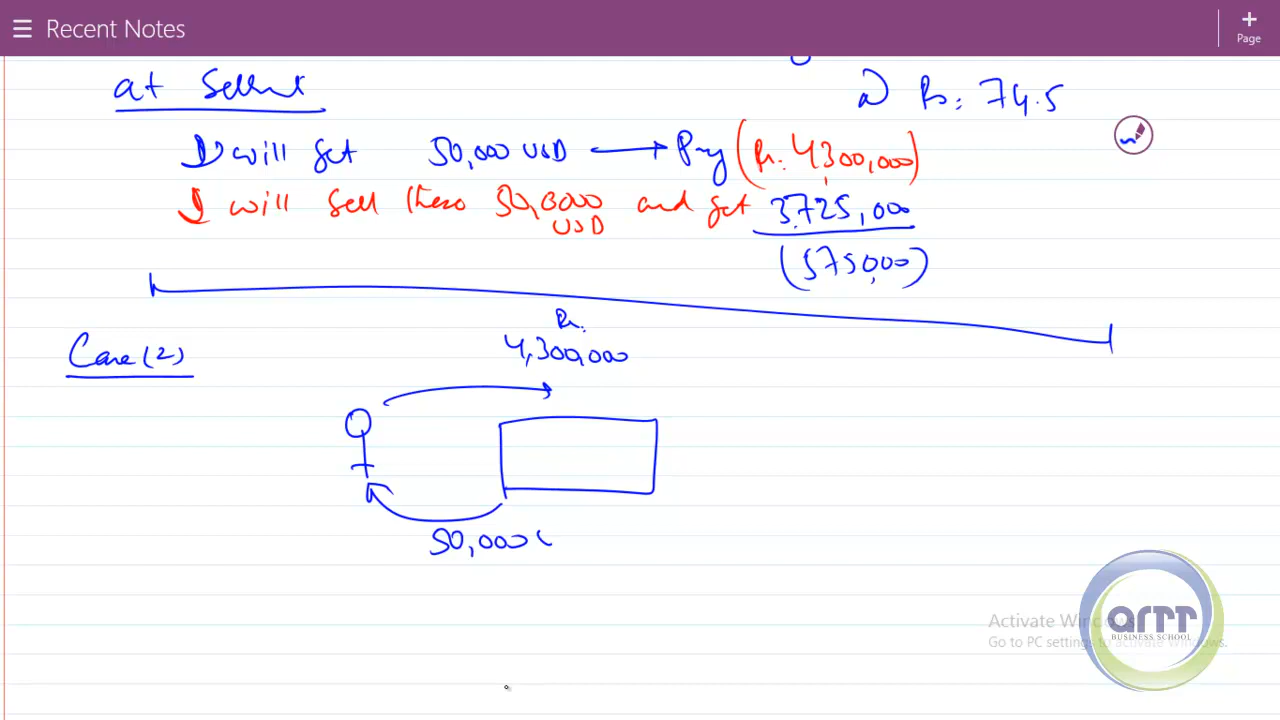 Recent Notes
+
Page
at Settlement
a) Rs. 74.5
I will get 50,000 USD → Pay (Rs. 4300,000)
I will sell these 50,0000 USD and get 3725,000
(575,000)
Rs.
4,300,000
Case (2)
50,000 U
Activate Windows
Go to PC settings to activate Windows.
arrr
BUSINESS SCHOOL